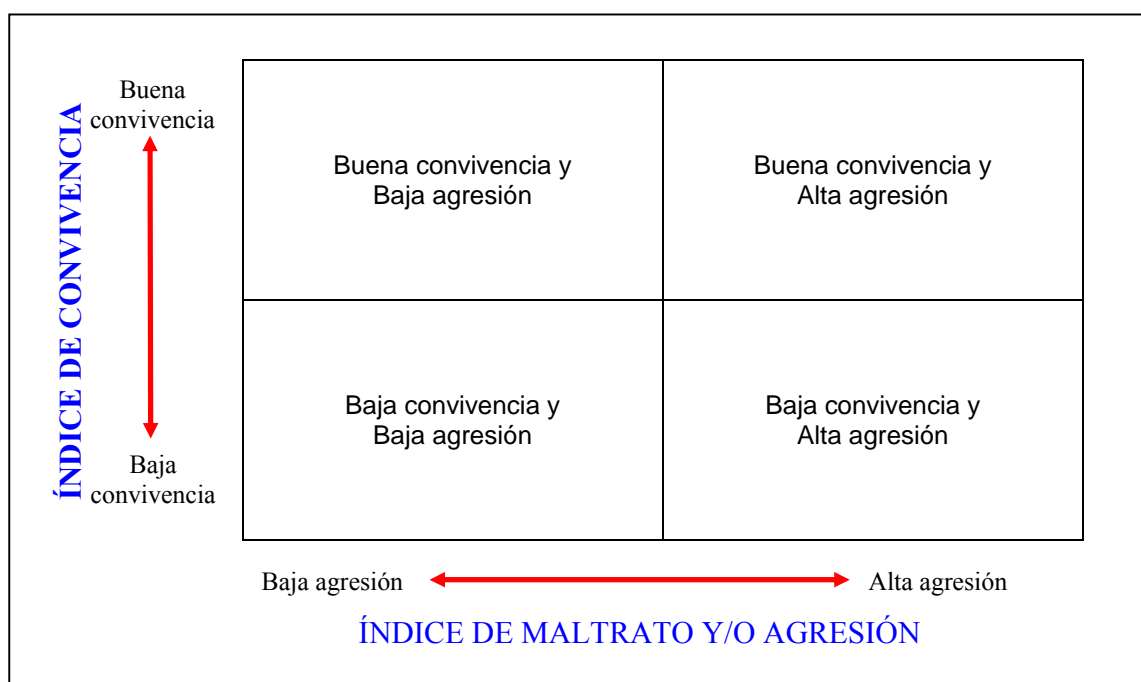 ÍNDICE DE CONVIVENCIA
Buena
convivencia
Baja
convivencia
Buena convivencia y
Baja agresión
Buena convivencia y
Alta agresión
Baja convivencia y
Baja agresión
Baja convivencia y
Alta agresión
Baja agresión
Alta agresión
ÍNDICE DE MALTRATO Y/O AGRESIÓN